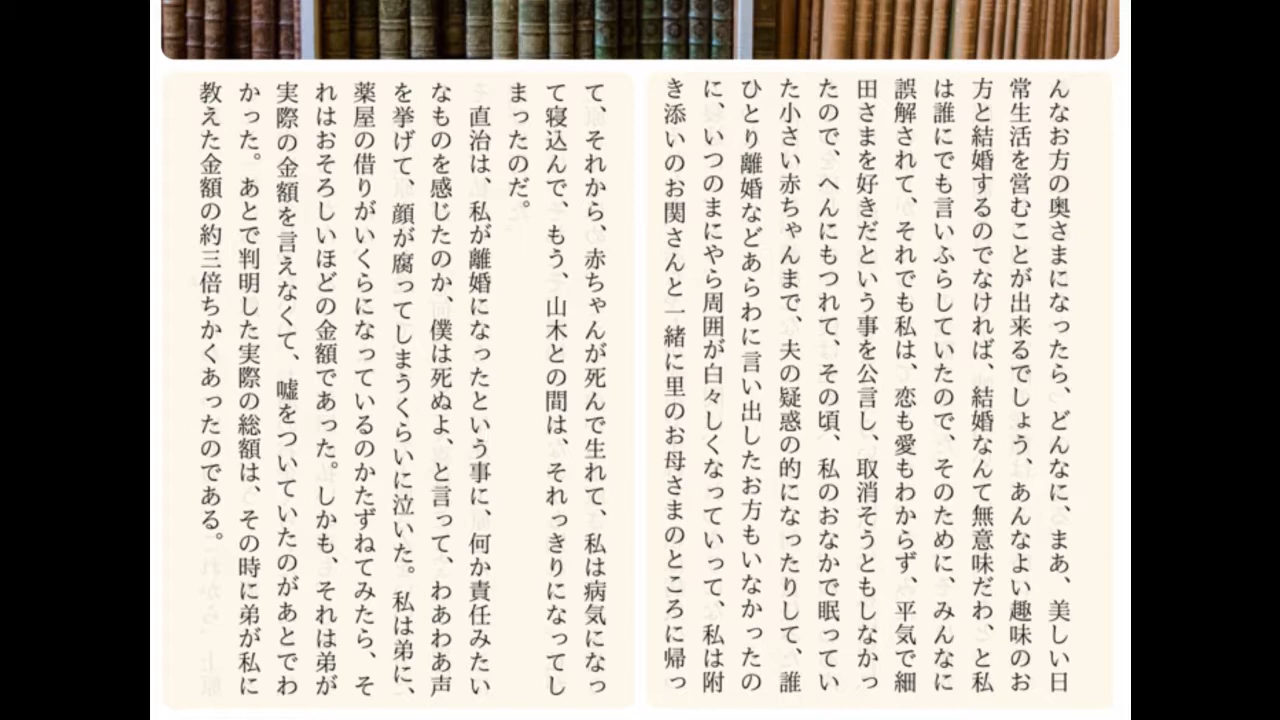 んなお方の奥さまになったら、どんなに、まあ、美しい日
常生活を営むことが出来るでしょう、あんなよい趣味のお
方と結婚するのでなければ、結婚なんて無意味だわ、と私
は誰にでも言いふらしていたので、そのために、みんなに
誤解されて、それでも私は、恋も愛もわからず、平気で細
田さまを好きだという事を公言し、取消そうともしなかっ
たので、へんにもつれて、その頃、私のおなかで眠ってい
た小さい赤ちゃんまで、夫の疑惑の的になったりして、誰
ひとり離婚などあらわに言い出したお方もいなかったの
に、いつのまにやら周囲が白々しくなっていって、私は附
き添いのお関さんと一緒に里のお母さまのところに帰っ
て、それから、赤ちゃんが死んで生れて、私は病気になっ
て寝込んで、もう、山木との間は、それっきりになってし
まったのだ。
直治は、私が離婚になったという事に、何か責任みたい
なものを感じたのか、僕は死ぬよ、と言って、わあわあ声
を挙げて、顔が腐ってしまうくらいに泣いた。私は弟に、
薬屋の借りがいくらになっているのかたずねてみたら、そ
れはおそろしいほどの金額であった。しかも、それは弟が
実際の金額を言えなくて、嘘をついていたのがあとでわ
かった。あとで判明した実際の総額は、その時に弟が私に
教えた金額の約三倍ちかくあったのである。